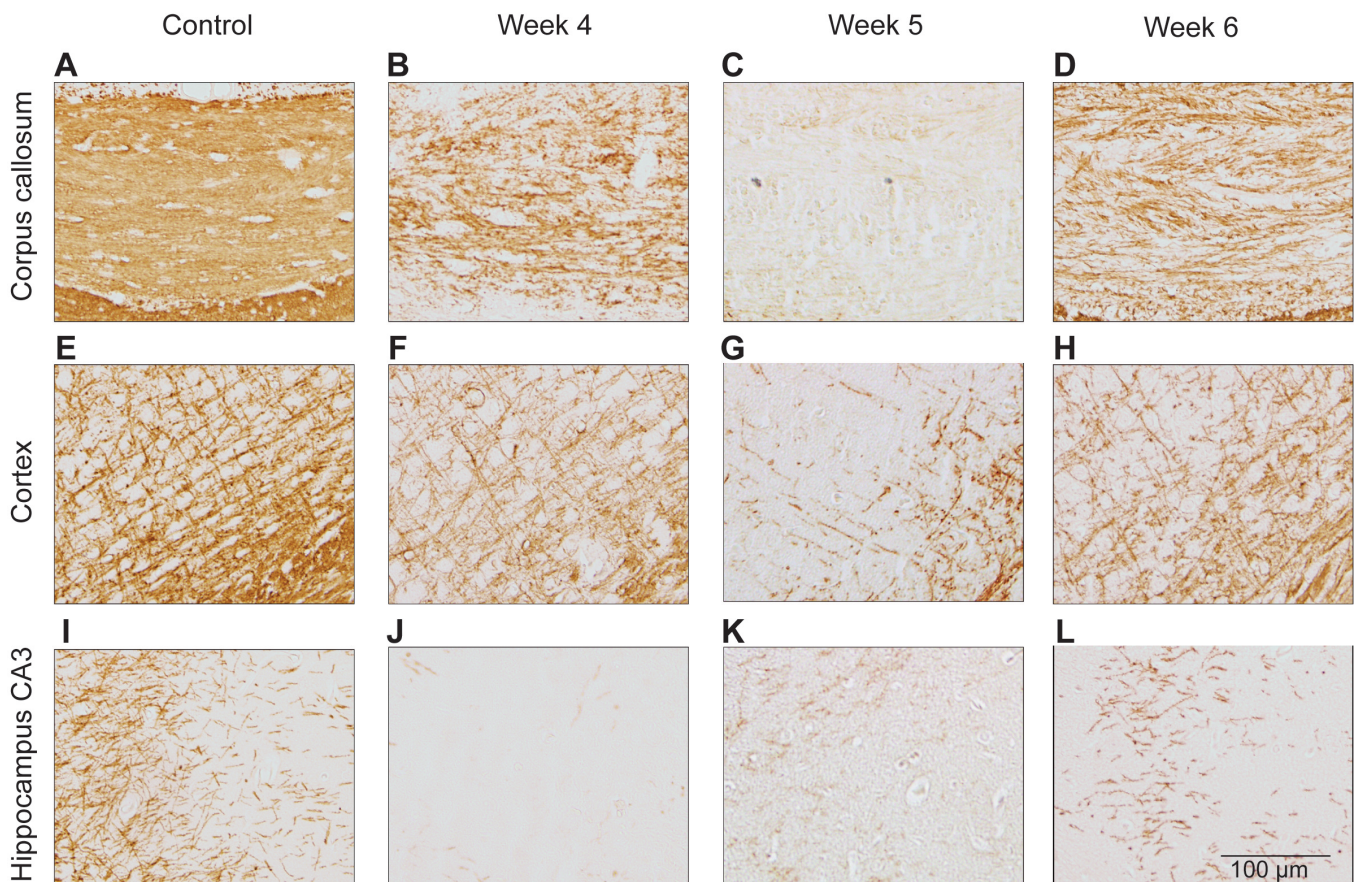 Control Week 4 Week 5 Week 6
A B C D
Corpus callosum
E F G H
Cortex
I J K L
Hippocampus CA3
100 µm